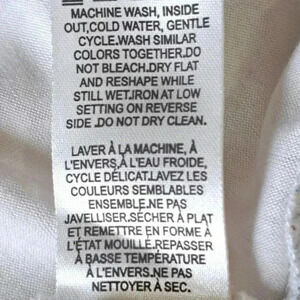 MACHINE WASH, INSIDE
OUT,COLD WATER, GENTLE
CYCLE.WASH SIMILAR
COLORS TOGETHER.DO
NOT BLEACH.DRY FLAT
AND RESHAPE WHILE
STILL WET.IRON AT LOW
SETTING ON REVERSE
SIDE .DO NOT DRY CLEAN.
LAVER À LA MACHINE, À
L'ENVERS,À L'EAU FROIDE,
CYCLE DÉLICAT.LAVEZ LES
COULEURS SEMBLABLES
ENSEMBLE.NE PAS
JAVELLISER.SÉCHER À PLAT
ET REMETTRE EN FORME À
L'ÉTAT MOUILLÉ.REPASSER
À BASSE TEMPÉRATURE
À L'ENVERS.NE PAS
NETTOYER À SEC.